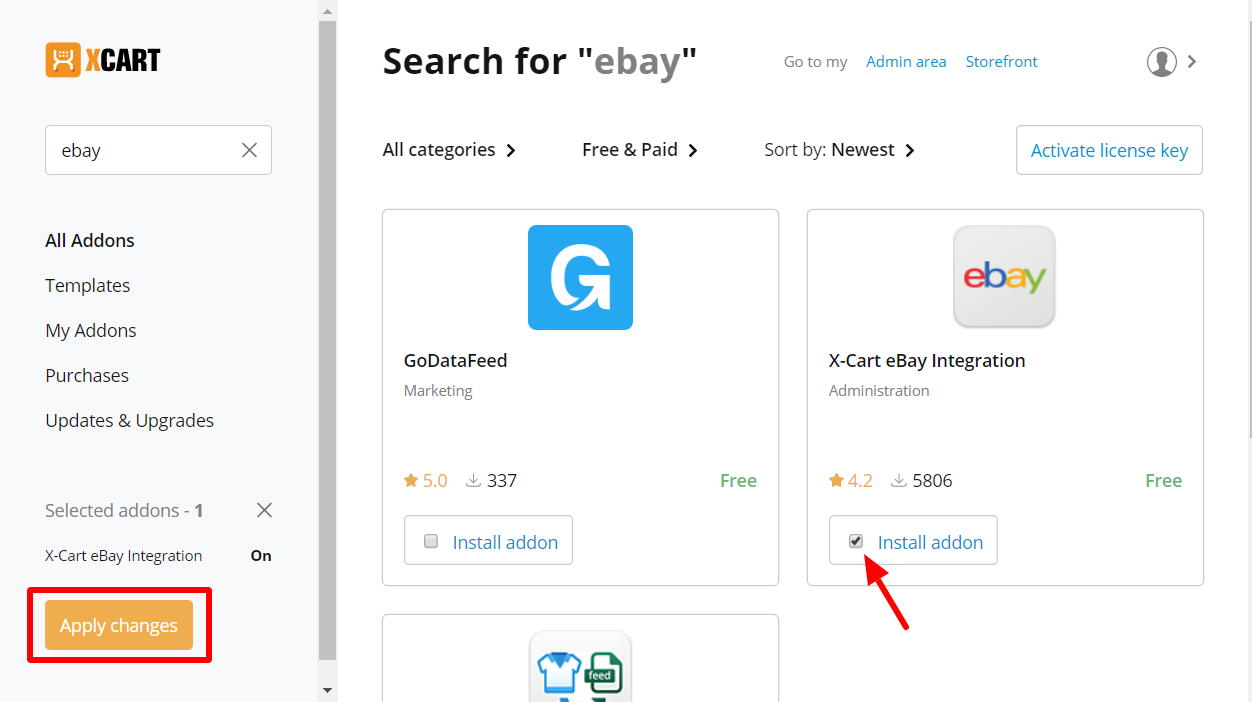 XCART
Search for "ebay"
Go to my Admin area Storefront
ebay
All categories Free & Paid Sort by: Newest Activate license key
All Addons
Templates
My Addons
Purchases
Updates & Upgrades
Selected addons - 1
X-Cart eBay Integration On
Apply changes
G
GoDataFeed
Marketing
5.0 337 Free
Install addon
ebay
X-Cart eBay Integration
Administration
4.2 5806 Free
Install addon
feed